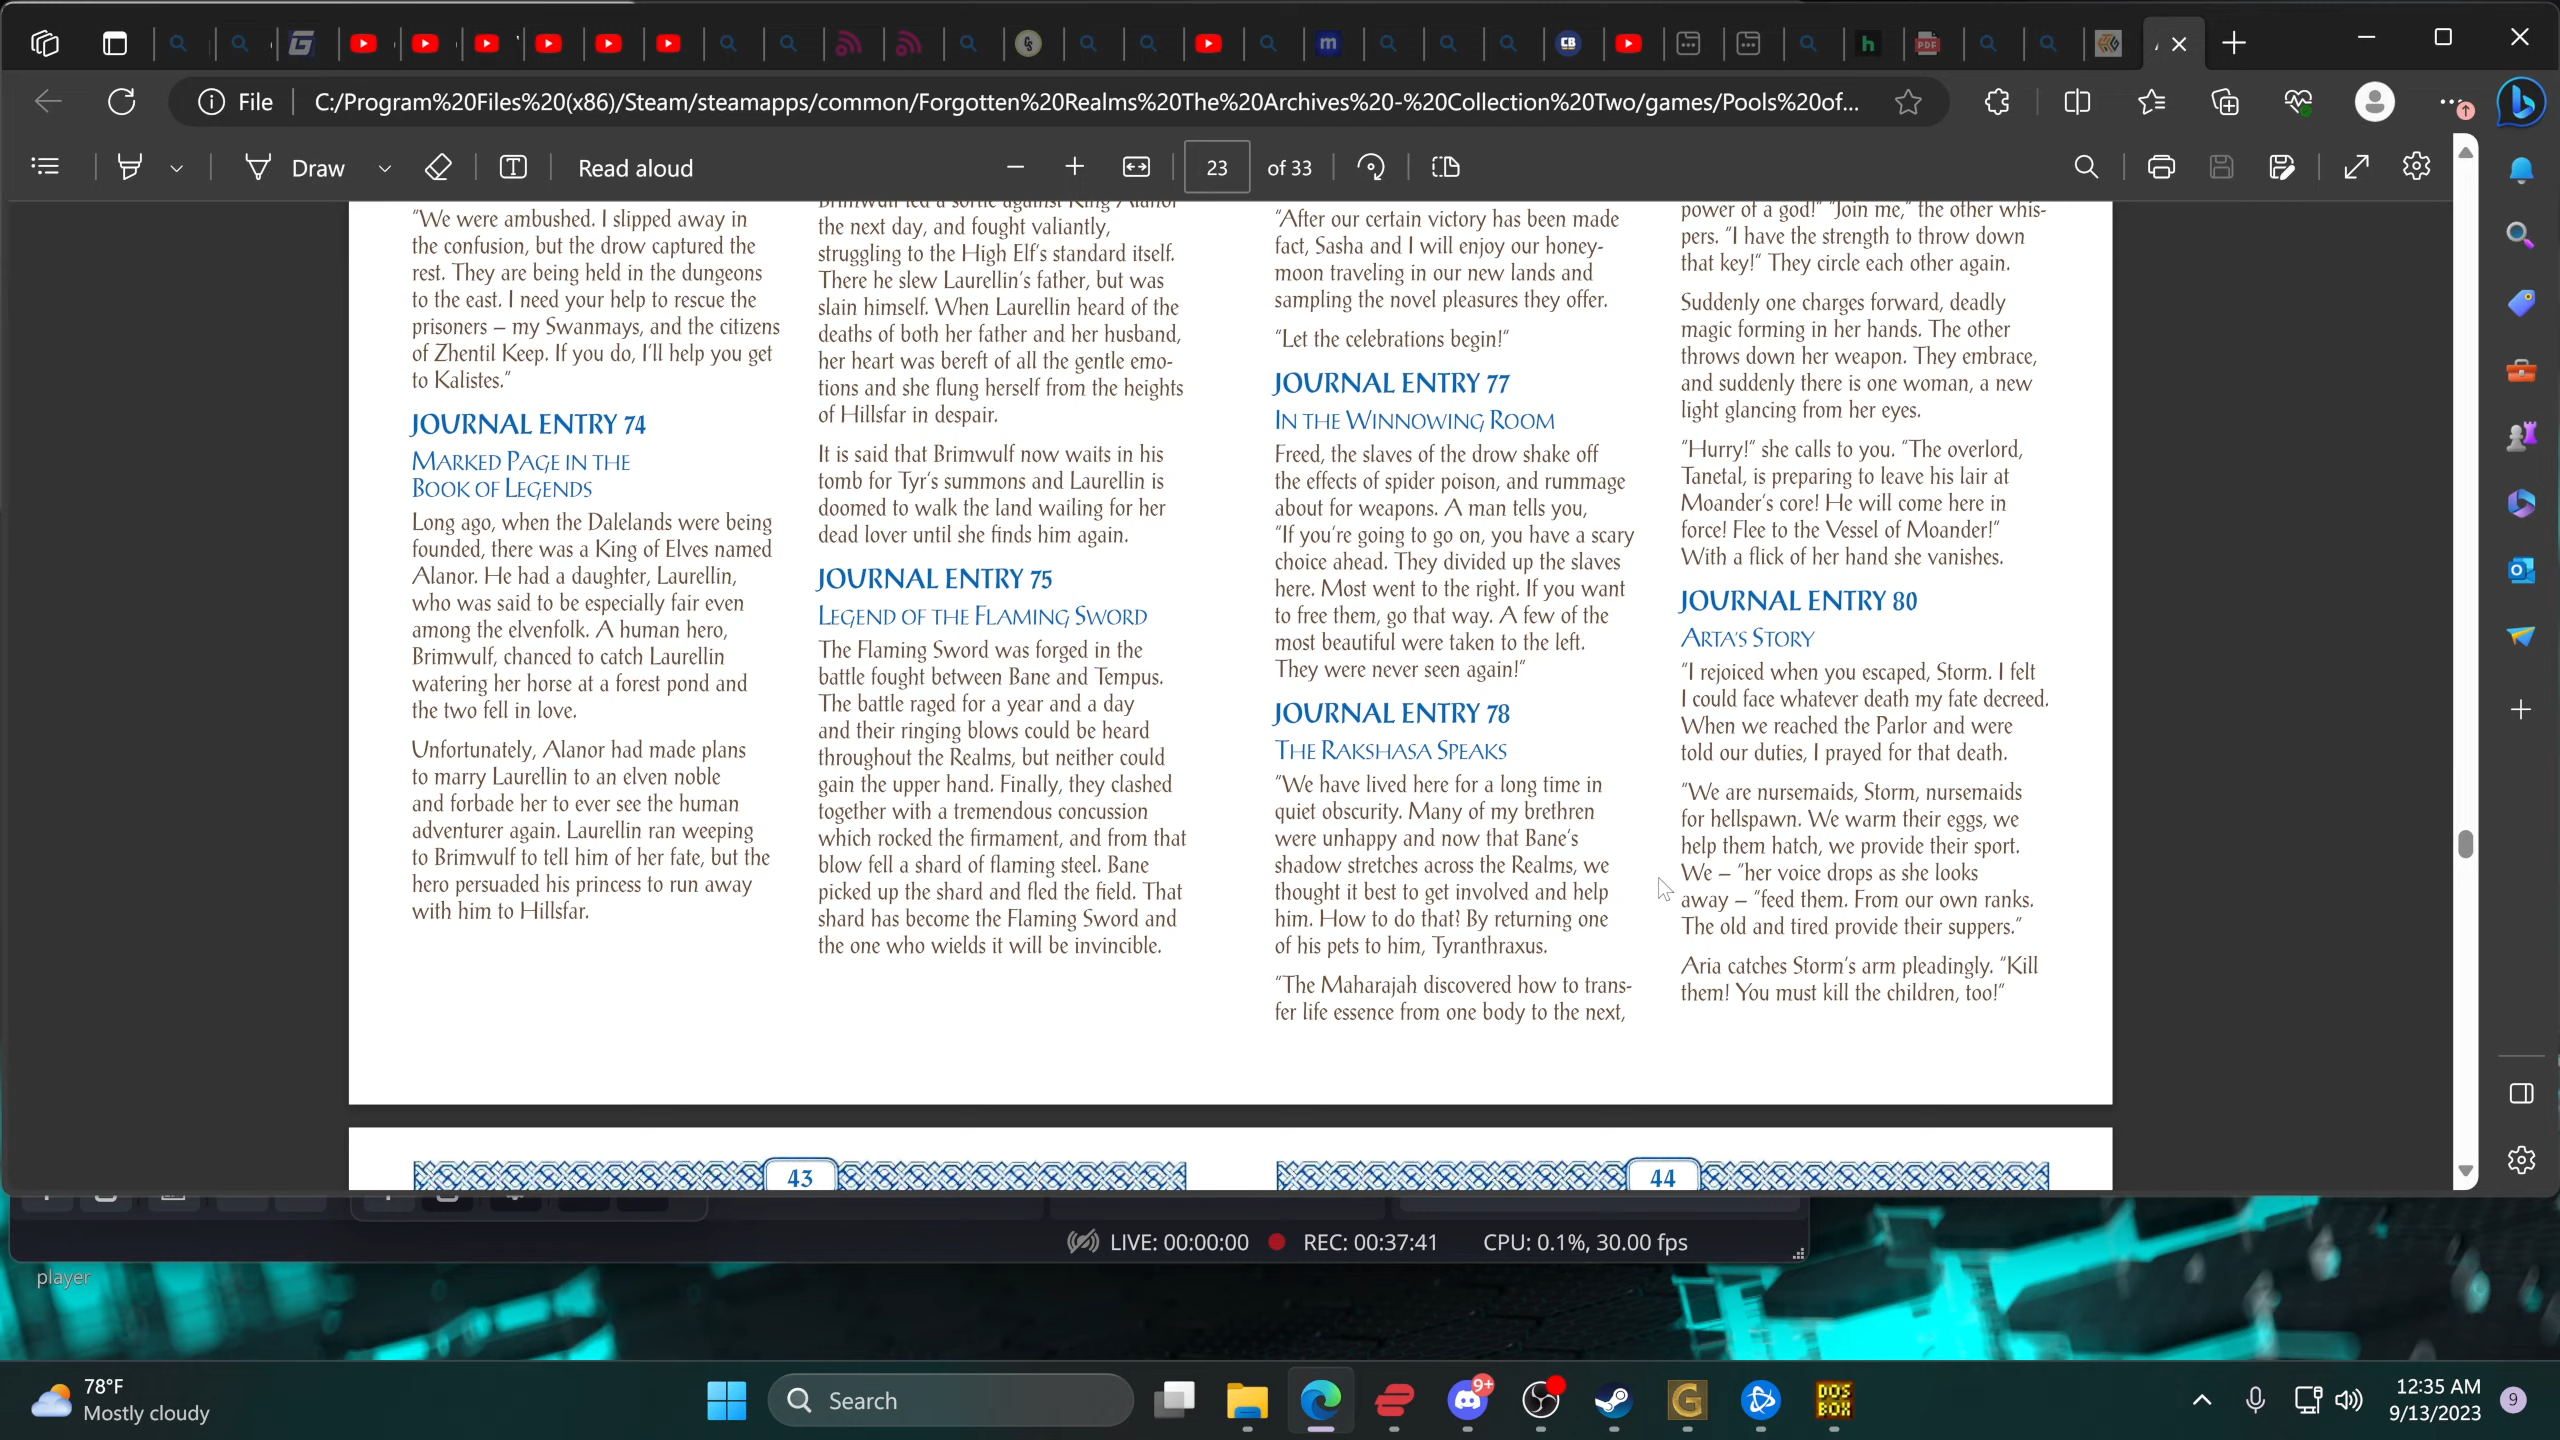 File
C:/Program%20Files%20(x86)/Steam/steamapps/common/Forgotten%20Realms%20The%20Archives%20-%20Collection%20Two/games/Pools%20of...
Draw
Read aloud
23
of 33
"We were ambushed. I slipped away in
the confusion, but the drow captured the
rest. They are being held in the dungeons
to the east. I need your help to rescue the
prisoners – my Swanmays, and the citizens
of Zhentil Keep. If you do, I'll help you get
to Kalistes."
JOURNAL ENTRY 74
MARKED PAGE IN THE
BOOK OF LEGENDS
Long ago, when the Dalelands were being
founded, there was a King of Elves named
Alanor. He had a daughter, Laurellin,
who was said to be especially fair even
among the elvenfolk. A human hero,
Brimwulf, chanced to catch Laurellin
watering her horse at a forest pond and
the two fell in love.
Unfortunately, Alanor had made plans
to marry Laurellin to an elven noble
and forbade her to ever see the human
adventurer again. Laurellin ran weeping
to Brimwulf to tell him of her fate, but the
hero persuaded his princess to run away
with him to Hillsfar.
Brimwulf led a sortie against King Alanor
the next day, and fought valiantly,
struggling to the High Elf's standard itself.
There he slew Laurellin's father, but was
slain himself. When Laurellin heard of the
deaths of both her father and her husband,
her heart was bereft of all the gentle emo-
tions and she flung herself from the heights
of Hillsfar in despair.
It is said that Brimwulf now waits in his
tomb for Tyr's summons and Laurellin is
doomed to walk the land wailing for her
dead lover until she finds him again.
JOURNAL ENTRY 75
LEGEND OF THE FLAMING SWORD
The Flaming Sword was forged in the
battle fought between Bane and Tempus.
The battle raged for a year and a day
and their ringing blows could be heard
throughout the Realms, but neither could
gain the upper hand. Finally, they clashed
together with a tremendous concussion
which rocked the firmament, and from that
blow fell a shard of flaming steel. Bane
picked up the shard and fled the field. That
shard has become the Flaming Sword and
the one who wields it will be invincible.
"After our certain victory has been made
fact, Sasha and I will enjoy our honey-
moon traveling in our new lands and
sampling the novel pleasures they offer.
"Let the celebrations begin!"
JOURNAL ENTRY 77
IN THE WINNOWING ROOM
Freed, the slaves of the drow shake off
the effects of spider poison, and rummage
about for weapons. A man tells you,
"If you're going to go on, you have a scary
choice ahead. They divided up the slaves
here. Most went to the right. If you want
to free them, go that way. A few of the
most beautiful were taken to the left.
They were never seen again!"
JOURNAL ENTRY 78
THE RAKSHASA SPEAKS
"We have lived here for a long time in
quiet obscurity. Many of my brethren
were unhappy and now that Bane's
shadow stretches across the Realms, we
thought it best to get involved and help
him. How to do that? By returning one
of his pets to him, Tyranthraxus.
"The Maharajah discovered how to trans-
fer life essence from one body to the next,
power of a god!" "Join me," the other whis-
pers. "I have the strength to throw down
that key!" They circle each other again.
Suddenly one charges forward, deadly
magic forming in her hands. The other
throws down her weapon. They embrace,
and suddenly there is one woman, a new
light glancing from her eyes.
"Hurry!" she calls to you. "The overlord,
Tanetal, is preparing to leave his lair at
Moander's core! He will come here in
force! Flee to the Vessel of Moander!"
With a flick of her hand she vanishes.
JOURNAL ENTRY 80
ARTA'S STORY
"I rejoiced when you escaped, Storm. I felt
I could face whatever death my fate decreed.
When we reached the Parlor and were
told our duties, I prayed for that death.
"We are nursemaids, Storm, nursemaids
for hellspawn. We warm their eggs, we
help them hatch, we provide their sport.
We – "her voice drops as she looks
away – "feed them. From our own ranks.
The old and tired provide their suppers."
Aria catches Storm's arm pleadingly. "Kill
them! You must kill the children, too!"
43
44
LIVE: 00:00:00
REC: 00:37:41
CPU: 0.1%, 30.00 fps
player
78°F
Mostly cloudy
Search
9+
DOS
BOX
12:35 AM
9/13/2023
9